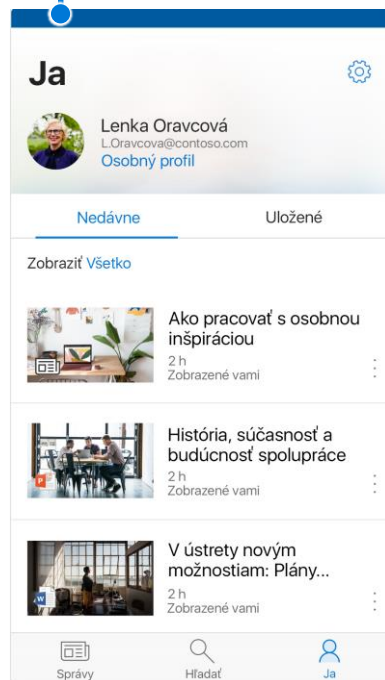 Ja
Lenka Oravcová
L.Oravcova@contoso.com
Osobný profil
Nedávne
Uložené
Zobraziť Všetko
Ako pracovať s osobnou
inšpiráciou
2 h
Zobrazené vami
História, súčasnosť a
budúcnosť spolupráce
2 h
Zobrazené vami
V ústrety novým
možnostiam: Plány...
2 h
Zobrazené vami
Správy
Hľadať
Ja